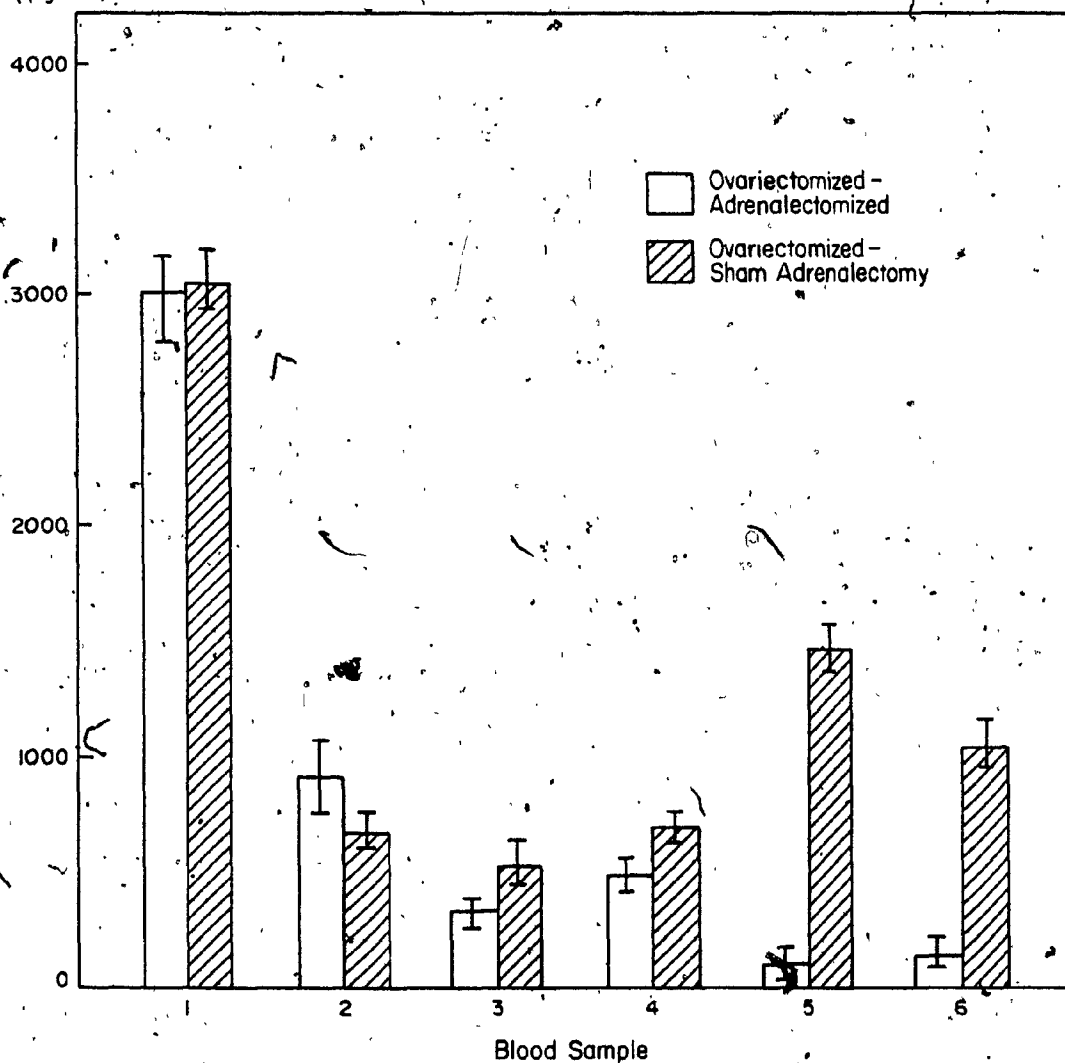 4000
Ovariectomized-
Adrenalectomized
Ovariectomized-
Sham Adrenalectomy
3000
2000
1000
0
1 2 3 4 5 6
Blood Sample